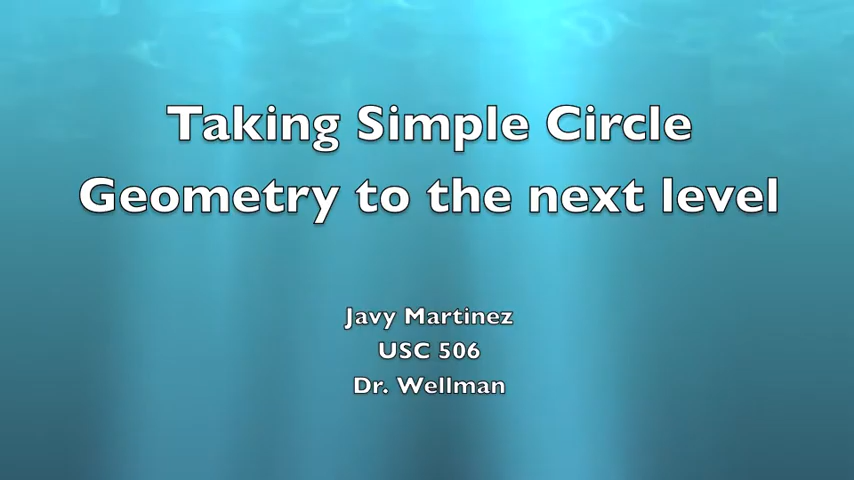 Taking Simple Circle
Geometry to the next level
Javy Martinez
USC 506
Dr. Wellman